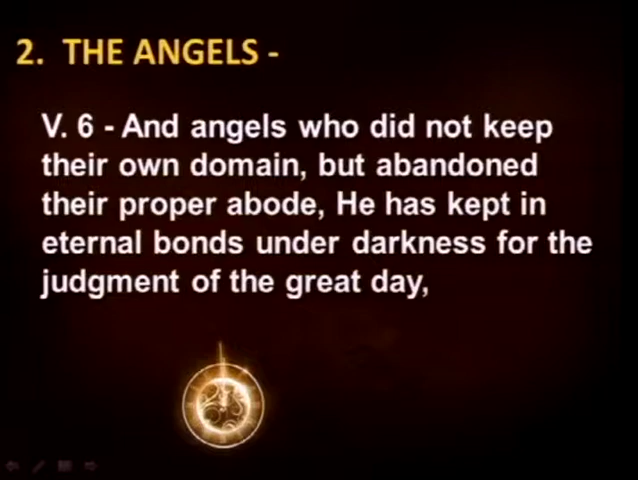 2. THE ANGELS -
V. 6 - And angels who did not keep
their own domain, but abandoned
their proper abode, He has kept in
eternal bonds under darkness for the
judgment of the great day,